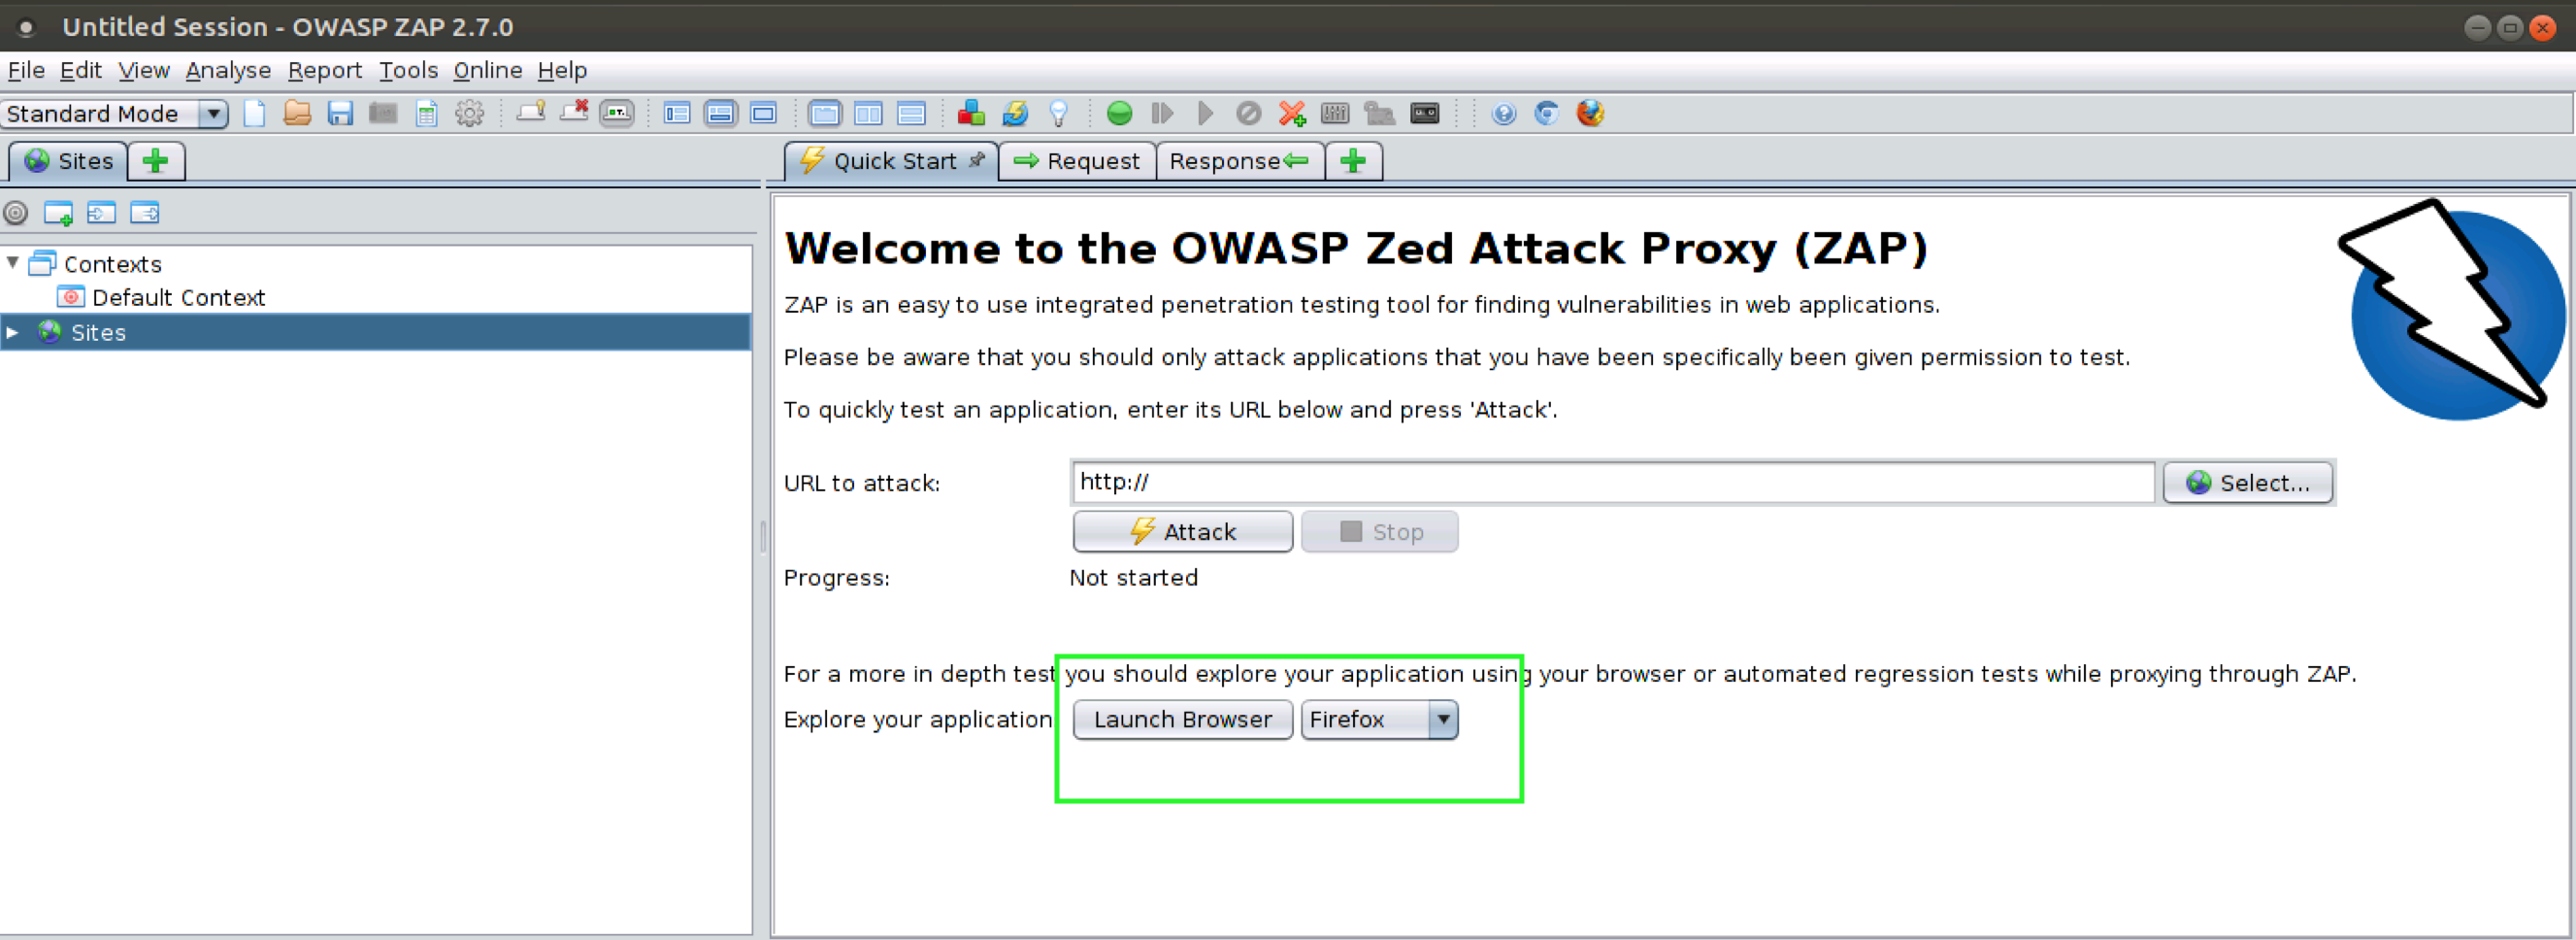 Untitled Session - OWASP ZAP 2.7.0
File Edit View Analyse Report Tools Online Help
Standard Mode
Sites
Quick Start
Request
Response
Contexts
Default Context
Sites
Welcome to the OWASP Zed Attack Proxy (ZAP)
ZAP is an easy to use integrated penetration testing tool for finding vulnerabilities in web applications.
Please be aware that you should only attack applications that you have been specifically been given permission to test.
To quickly test an application, enter its URL below and press 'Attack'.
URL to attack: http:// Select...
Attack Stop
Progress: Not started
For a more in depth test you should explore your application using your browser or automated regression tests while proxying through ZAP.
Explore your application Launch Browser Firefox